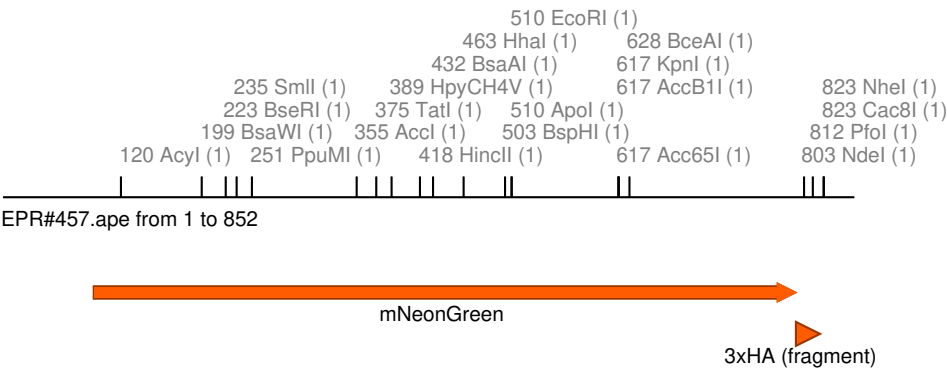 510 EcoRI (1)
463 HhaI (1) 628 BceAI (1)
432 BsaAI (1) 617 KpnI (1)
235 SmlI (1) 389 HpyCH4V (1) 617 AccB1I (1) 823 NheI (1)
223 BseRI (1) 375 TatI (1) 510 ApoI (1) 823 Cac8I (1)
199 BsaWI (1) 355 AccI (1) 503 BspHI (1) 812 PfoI (1)
120 AcyI (1) 251 PpuMI (1) 418 HincII (1) 617 Acc65I (1) 803 NdeI (1)
EPR#457.ape from 1 to 852
mNeonGreen
3xHA (fragment)